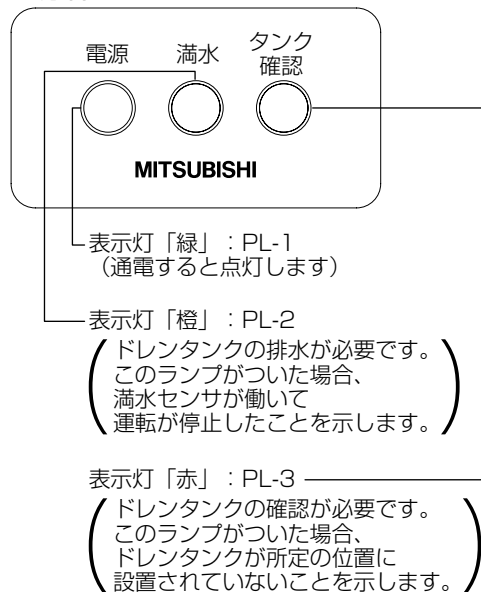 電源
満水
タンク
確認
MITSUBISHI
表示灯「緑」：PL-1
（通電すると点灯します）
表示灯「橙」：PL-2
ドレンタンクの排水が必要です。
このランプがついた場合、
満水センサが働いて
運転が停止したことを示します。
表示灯「赤」：PL-3
ドレンタンクの確認が必要です。
このランプがついた場合、
ドレンタンクが所定の位置に
設置されていないことを示します。